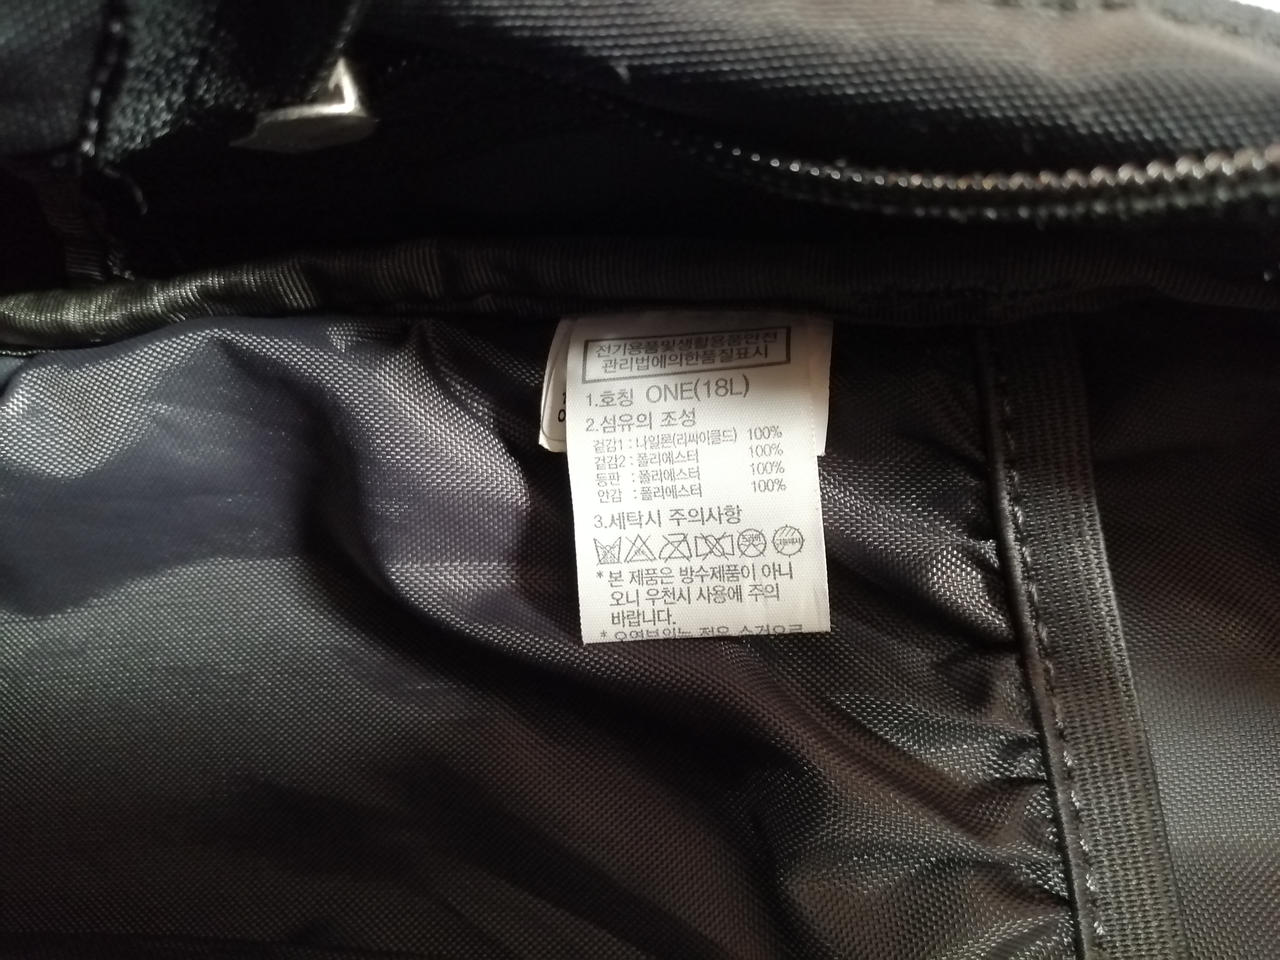 전기용품및생활용품안전
관리법에의한품질표시
1.호칭 ONE(18L)
2.섬유의 조성
겉감1 : 나일론(리싸이클드) 100%
겉감2 : 폴리에스터 100%
등판 : 폴리에스터 100%
안감 : 폴리에스터 100%
3.세탁시 주의사항
드라이
* 본 제품은 방수제품이 아니
오니 우천시 사용에 주의
바랍니다.